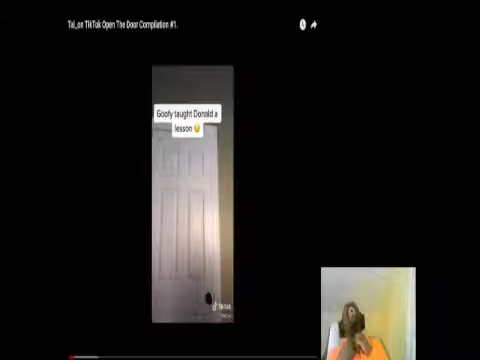 Tai_on TikTok Open The Door Compilation #1.
Goofy taught Donald a
lesson 😔
TikTok